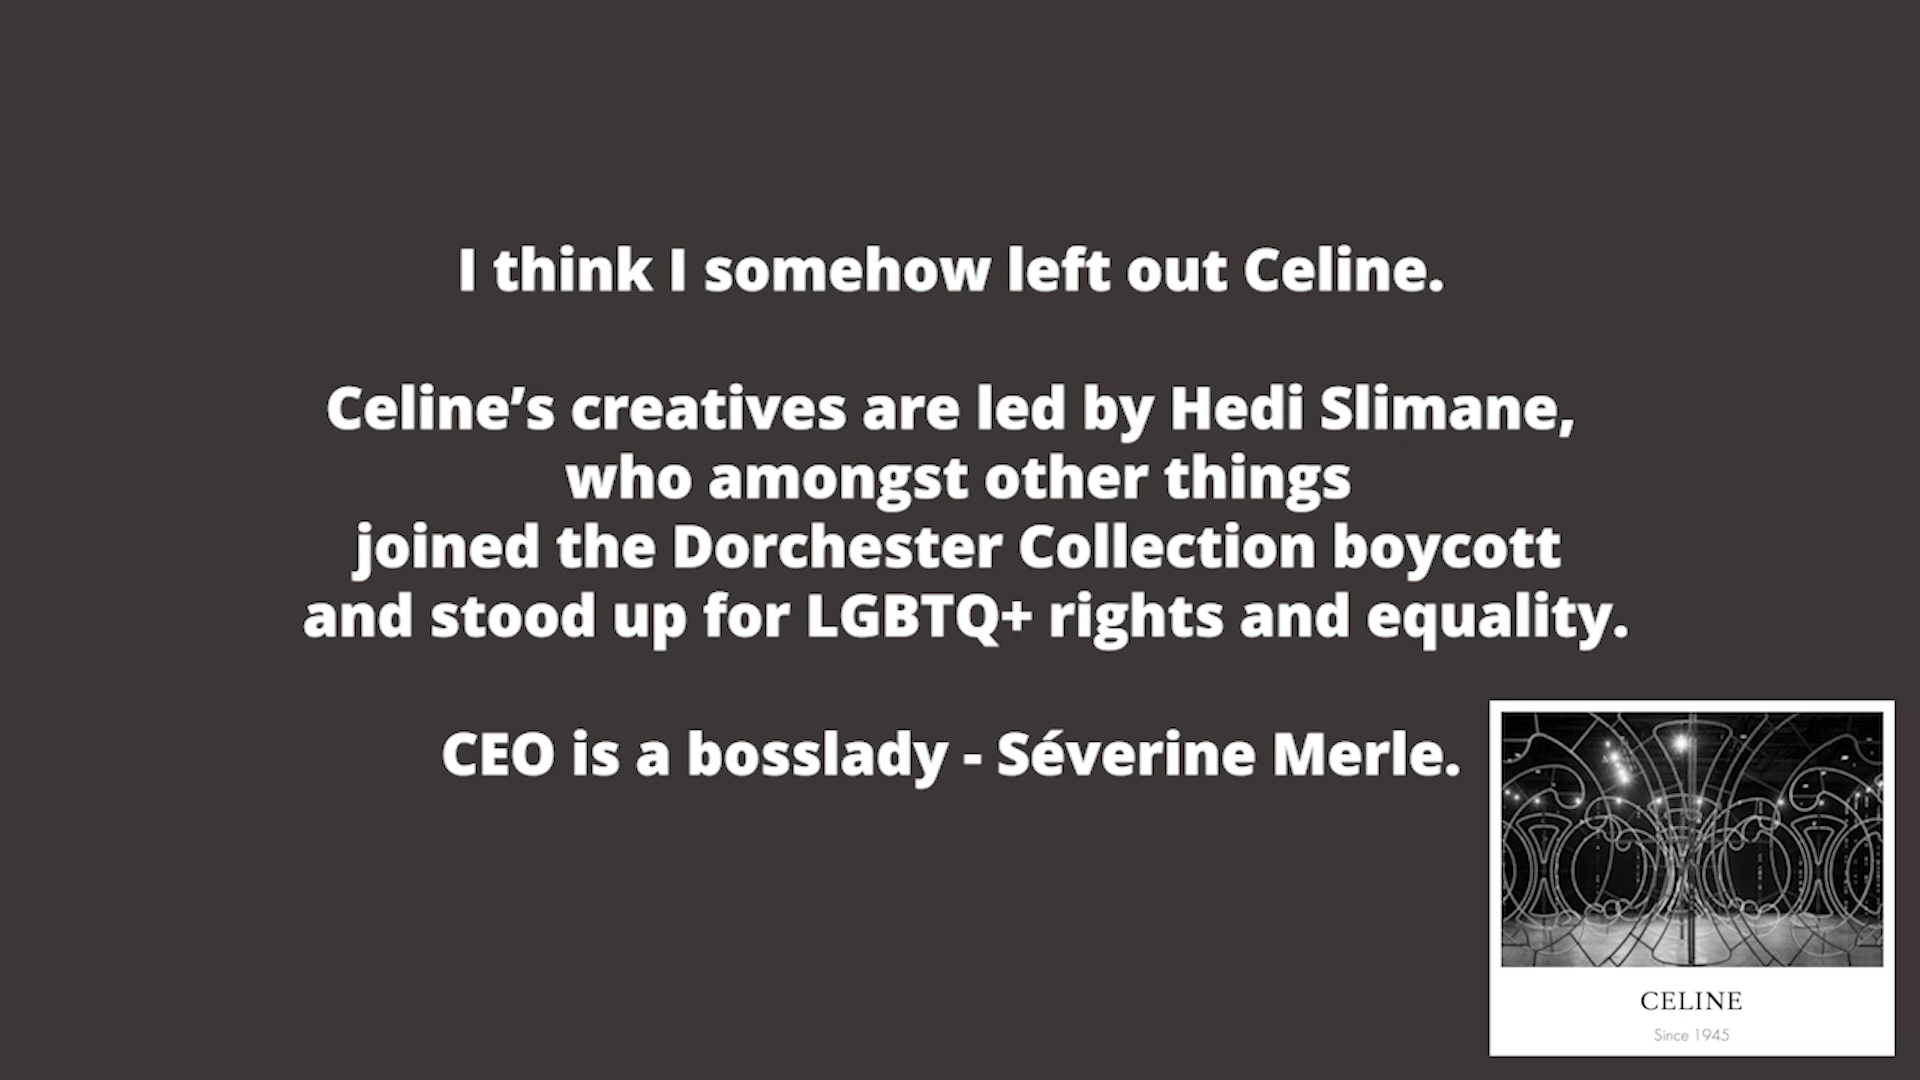 I think I somehow left out Celine.
Celine’s creatives are led by Hedi Slimane,
who amongst other things
joined the Dorchester Collection boycott
and stood up for LGBTQ+ rights and equality.
CEO is a bosslady - Séverine Merle.
CELINE
Since 1945